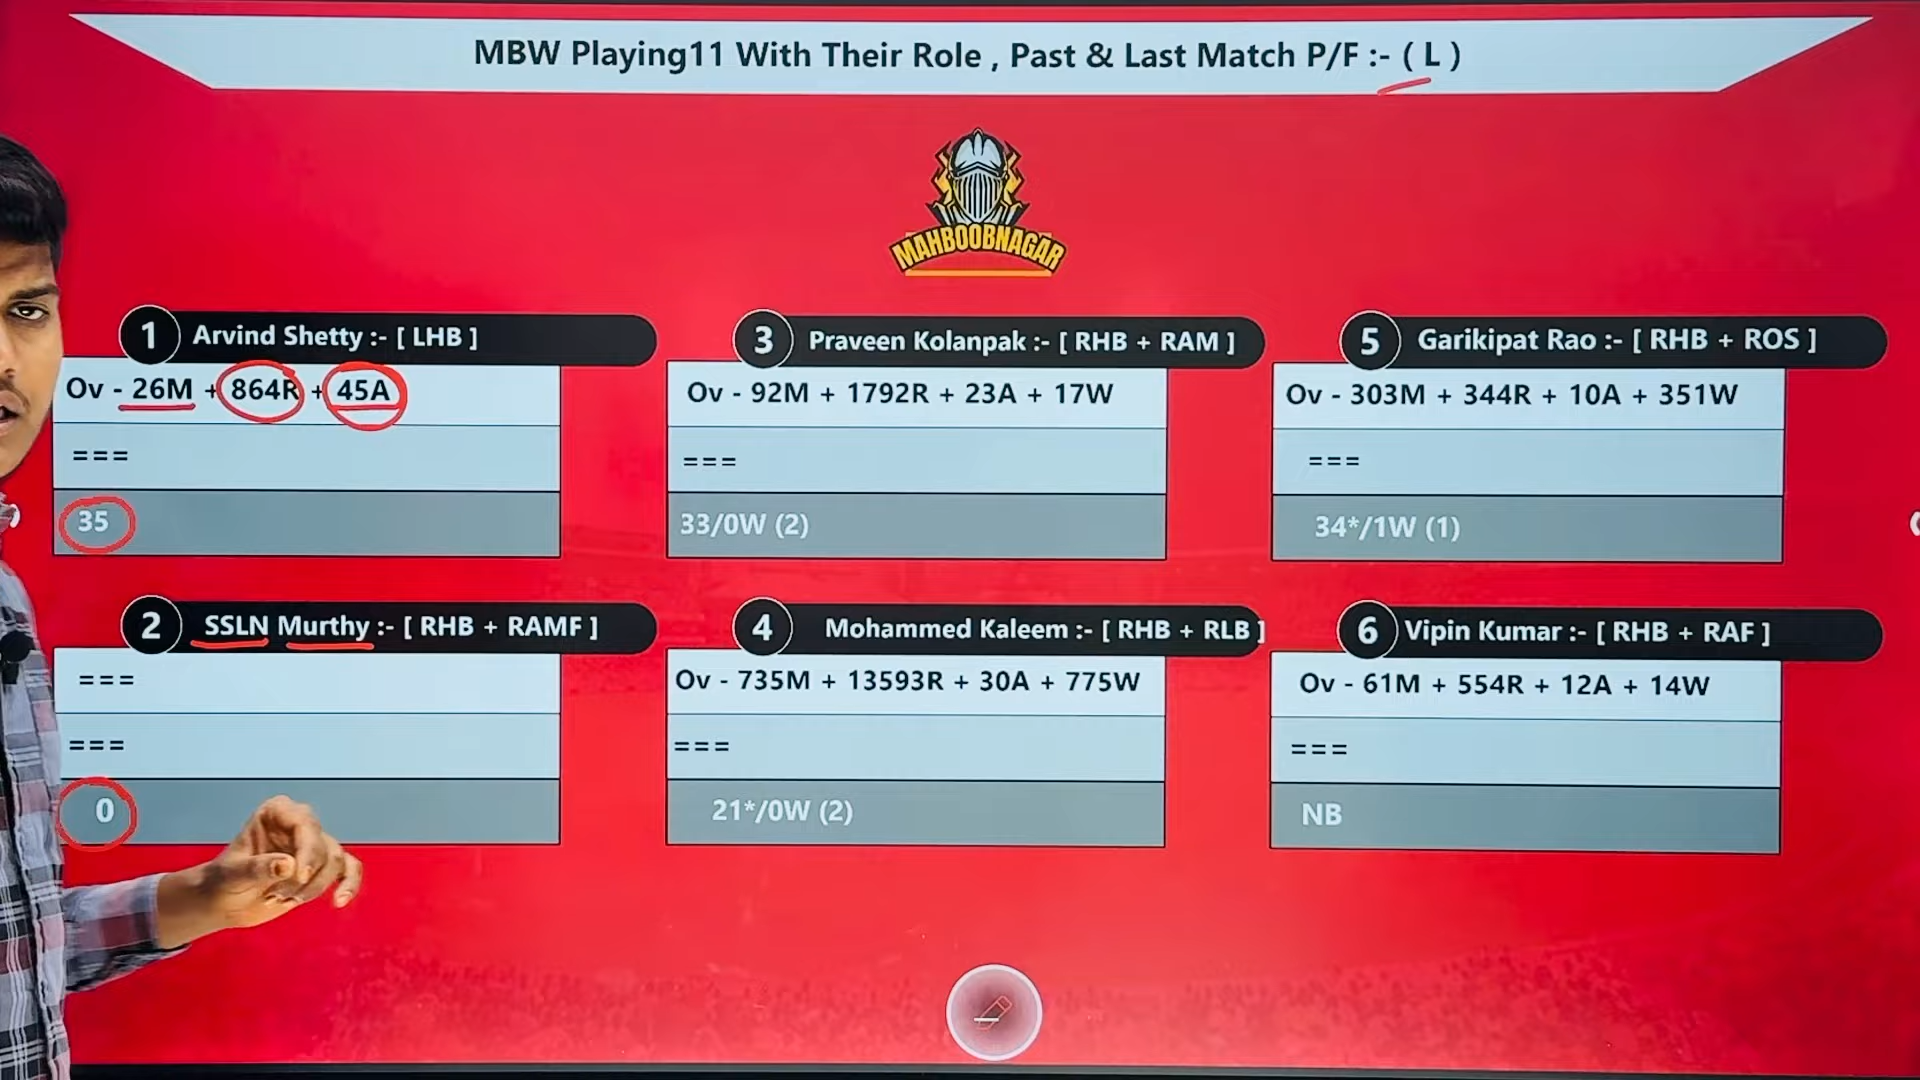 MBW Playing11 With Their Role , Past & Last Match P/F :- ( L )
MAHBOOBNAGAR
1 Arvind Shetty :- [ LHB ]
Ov - 26M + 864R + 45A
===
35
2 SSLN Murthy :- [ RHB + RAMF ]
===
===
0
3 Praveen Kolanpak :- [ RHB + RAM ]
Ov - 92M + 1792R + 23A + 17W
===
33/0W (2)
4 Mohammed Kaleem :- [ RHB + RLB ]
Ov - 735M + 13593R + 30A + 775W
===
21*/0W (2)
5 Garikipat Rao :- [ RHB + ROS ]
Ov - 303M + 344R + 10A + 351W
===
34*/1W (1)
6 Vipin Kumar :- [ RHB + RAF ]
Ov - 61M + 554R + 12A + 14W
===
NB